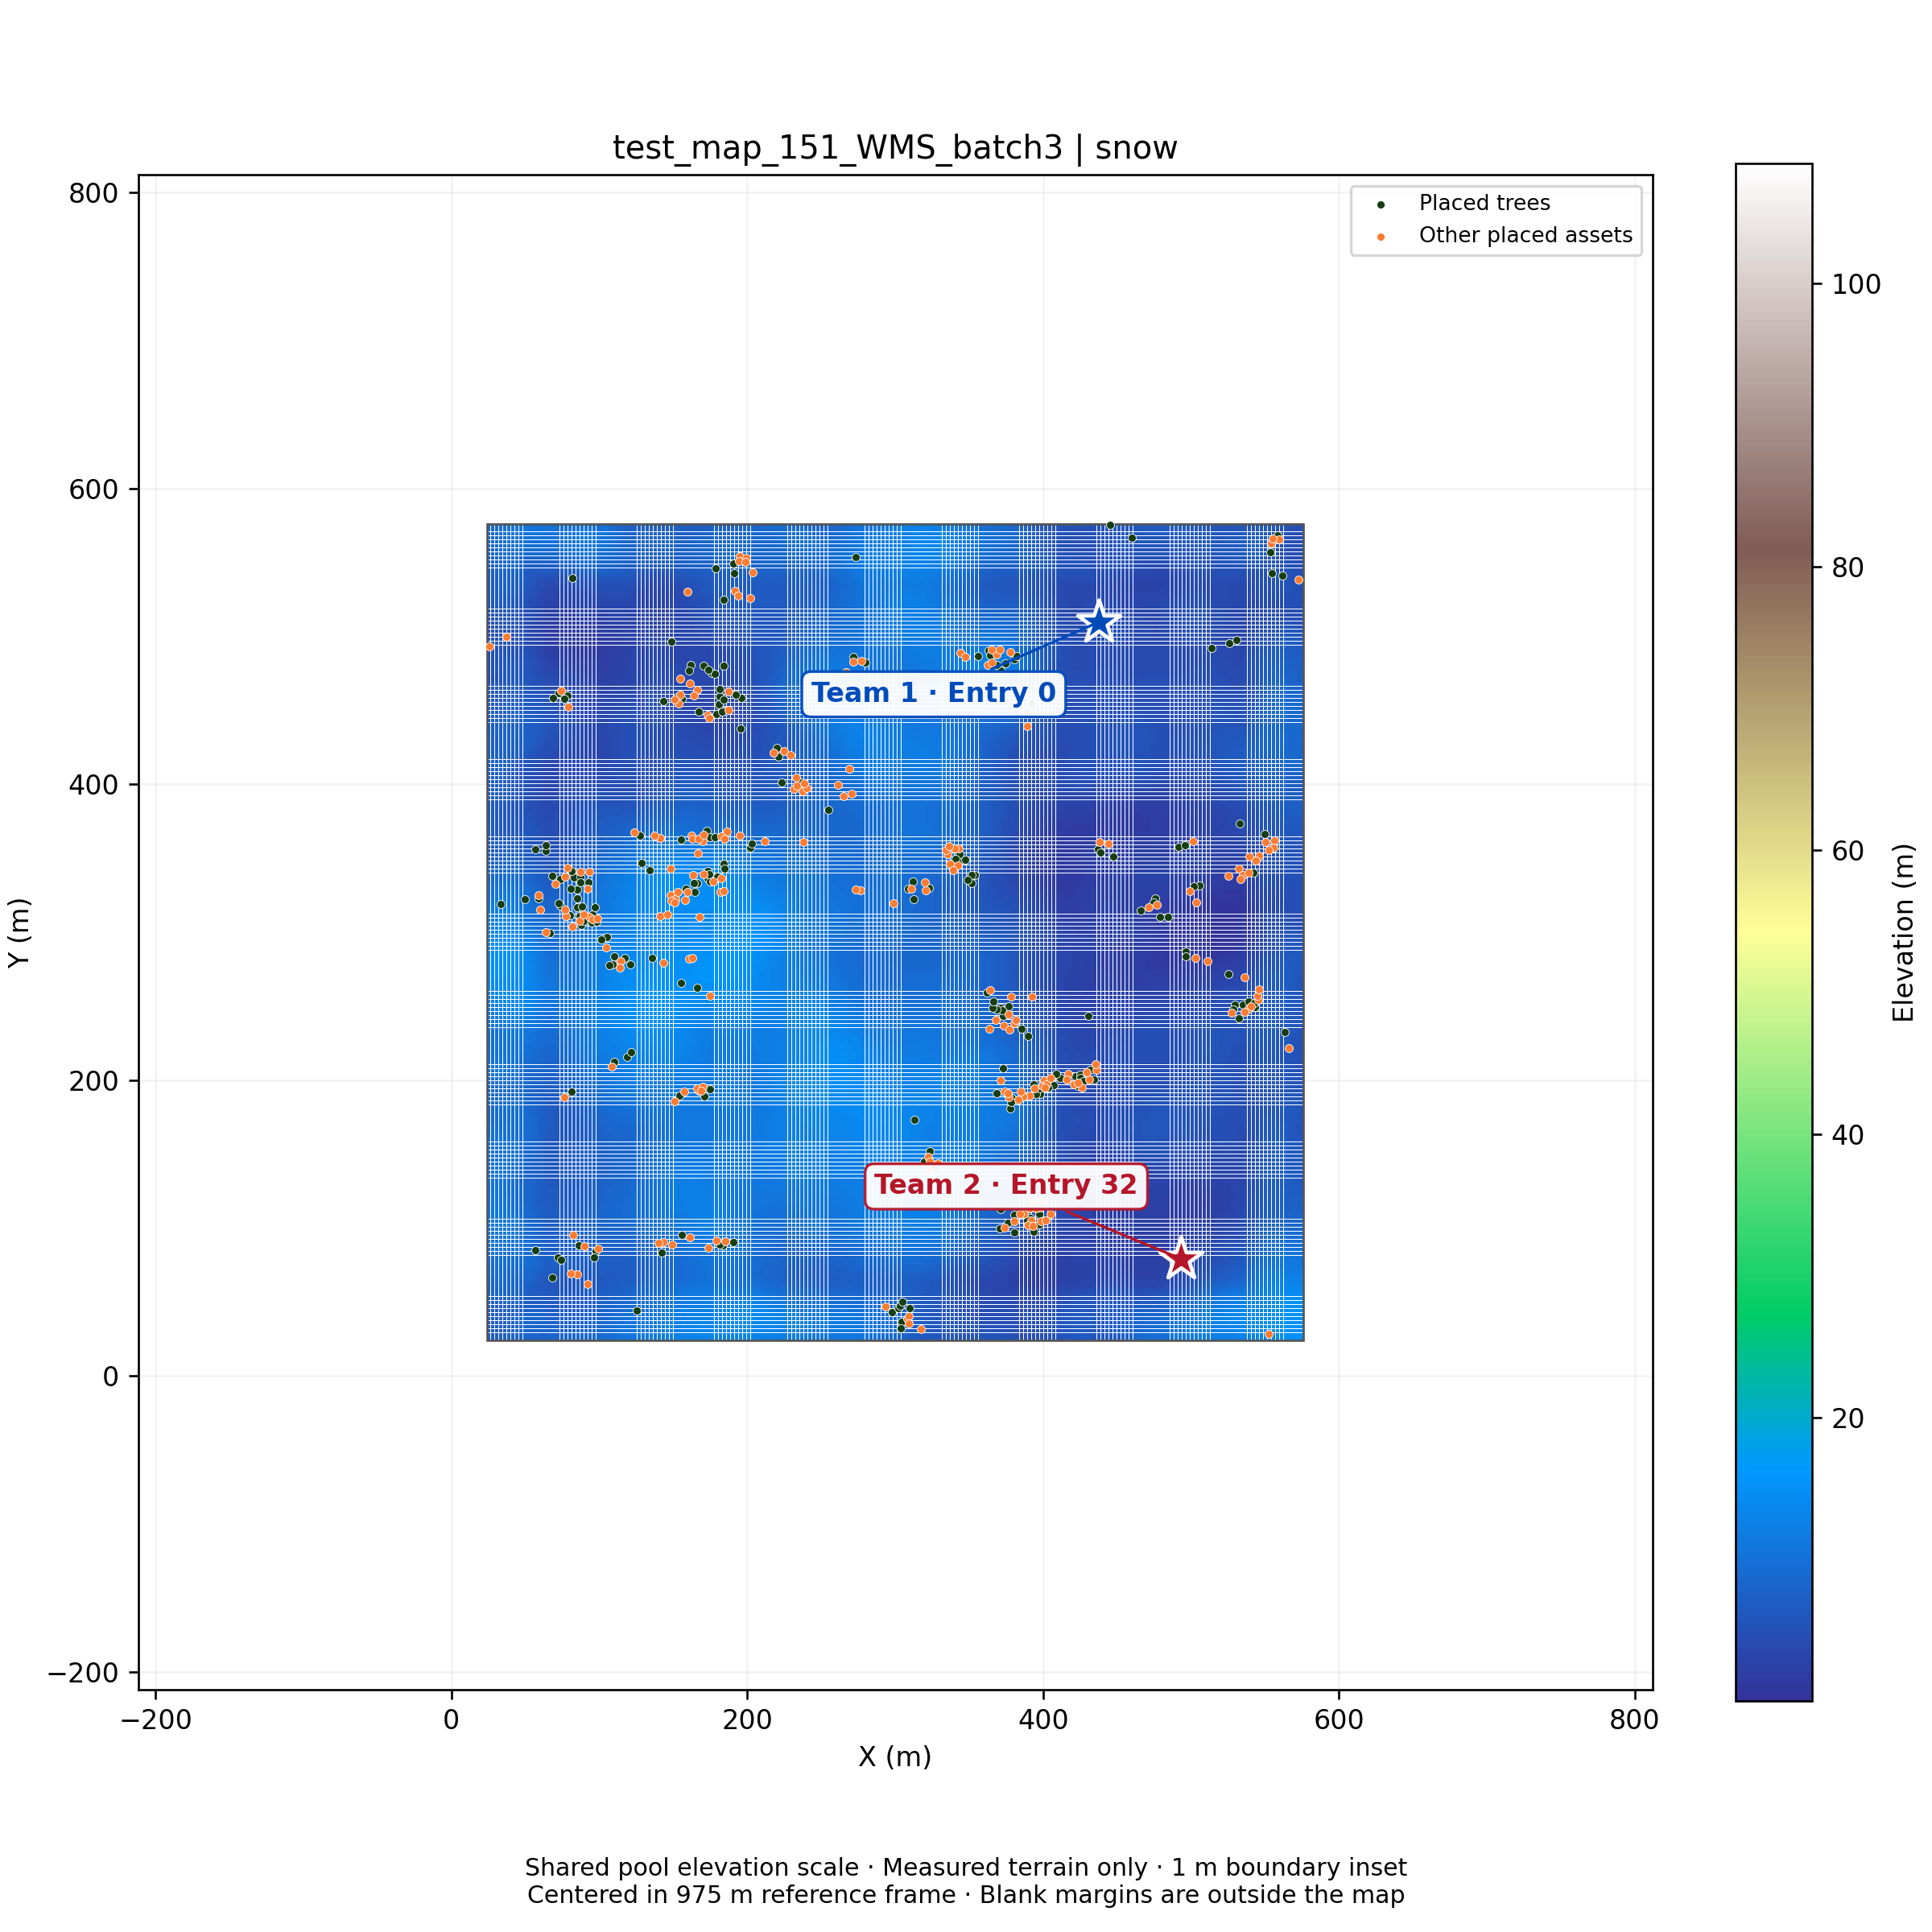 test_map_151_WMS_batch3 | snow
Placed trees
Other placed assets
800
600
400
200
0
−200
Y (m)
Team 1 · Entry 0
Team 2 · Entry 32
−200
0
200
400
600
800
X (m)
100
80
60
40
20
Elevation (m)
Shared pool elevation scale · Measured terrain only · 1 m boundary inset
Centered in 975 m reference frame · Blank margins are outside the map